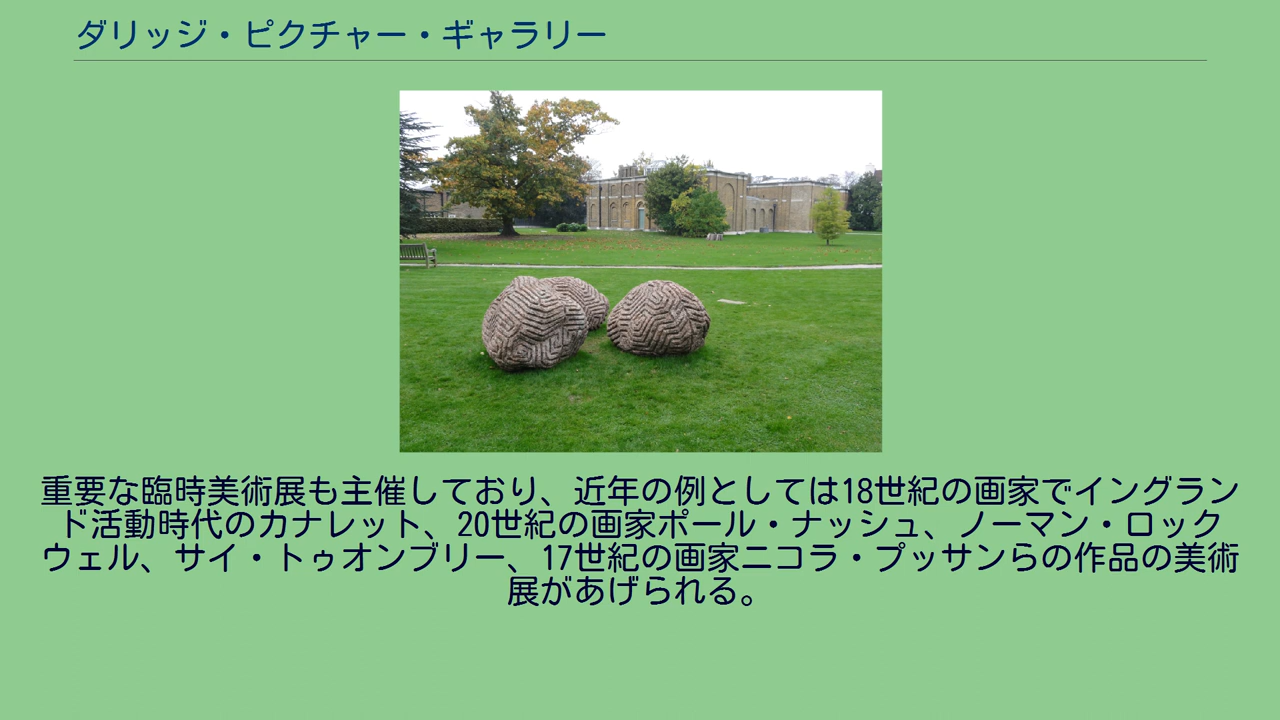 ダリッジ・ピクチャー・ギャラリー
重要な臨時美術展も主催しており、近年の例としては18世紀の画家でイングラン
ド活動時代のカナレット、20世紀の画家ポール・ナッシュ、ノーマン・ロック
ウェル、サイ・トゥオンブリー、17世紀の画家ニコラ・プッサンらの作品の美術
展があげられる。